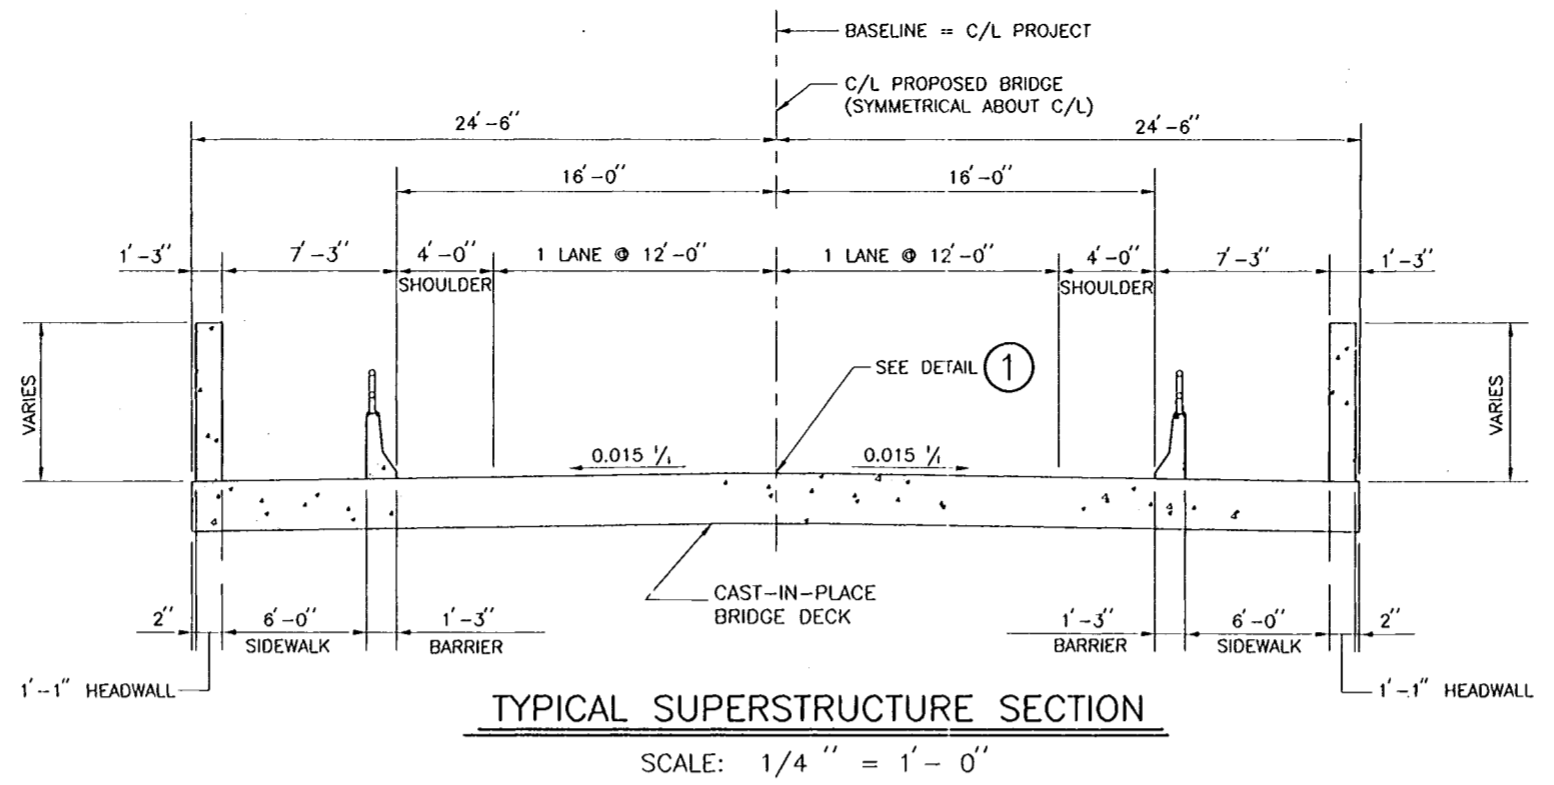 BASELINE = C/L PROJECT
C/L PROPOSED BRIDGE
(SYMMETRICAL ABOUT C/L)
24'-6"
24'-6"
16'-0"
16'-0"
1'-3"
7'-3"
4'-0"
1 LANE @ 12'-0"
1 LANE @ 12'-0"
4'-0"
7'-3"
1'-3"
SHOULDER
SHOULDER
SEE DETAIL 1
VARIES
VARIES
0.015 1/1
0.015 1/1
CAST-IN-PLACE
BRIDGE DECK
2"
6'-0"
1'-3"
1'-3"
6'-0"
2"
SIDEWALK
BARRIER
BARRIER
SIDEWALK
1'-1" HEADWALL
1'-1" HEADWALL
TYPICAL SUPERSTRUCTURE SECTION
SCALE: 1/4 " = 1'- 0"